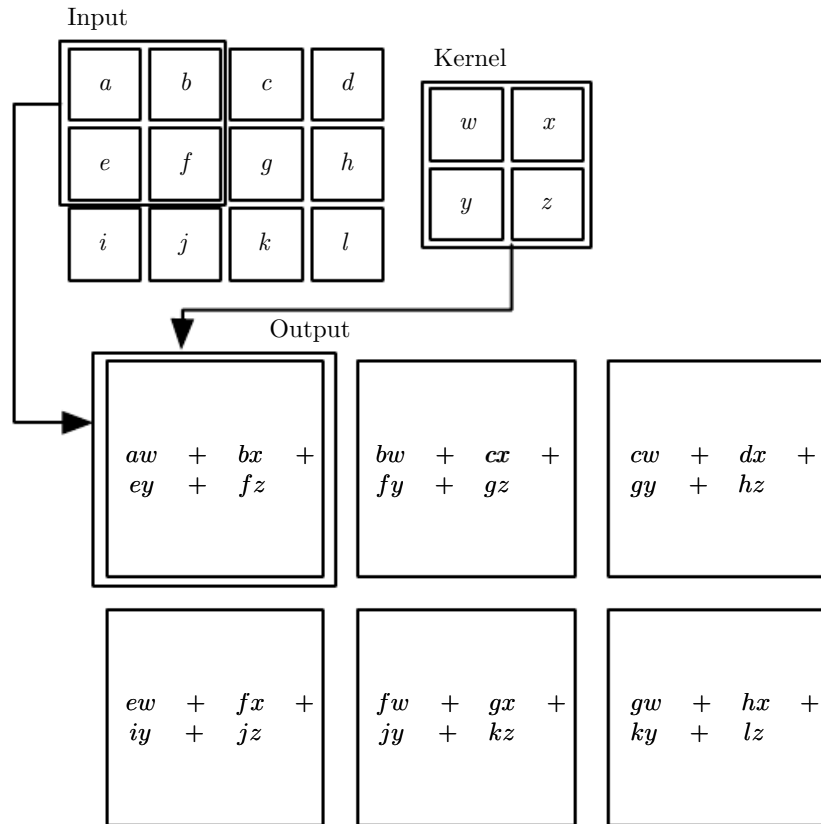 Input
Kernel
a b c d
w x
e f g h
y z
i j k l
Output
aw + bx +
ey + fz
bw + cx +
fy + gz
cw + dx +
gy + hz
ew + fx +
iy + jz
fw + gx +
jy + kz
gw + hx +
ky + lz